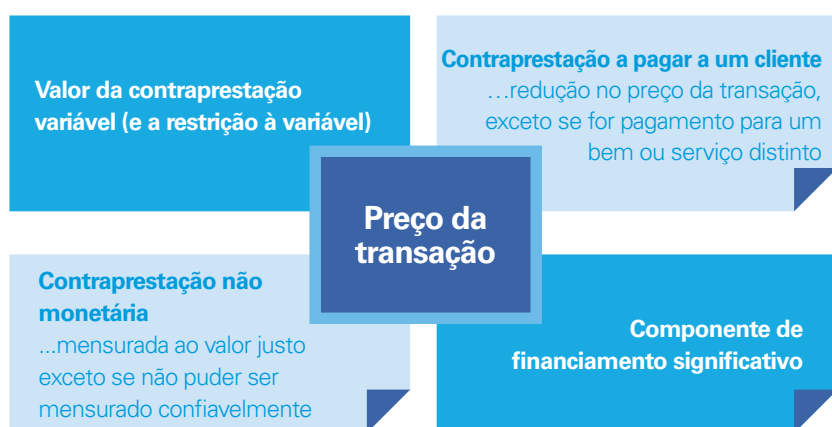 Valor da contraprestação
variável (e a restrição à variável)
Contraprestação a pagar a um cliente
…redução no preço da transação,
exceto se for pagamento para um
bem ou serviço distinto
Preço da
transação
Contraprestação não
monetária
...mensurada ao valor justo
exceto se não puder ser
mensurado confiavelmente
Componente de
financiamento significativo